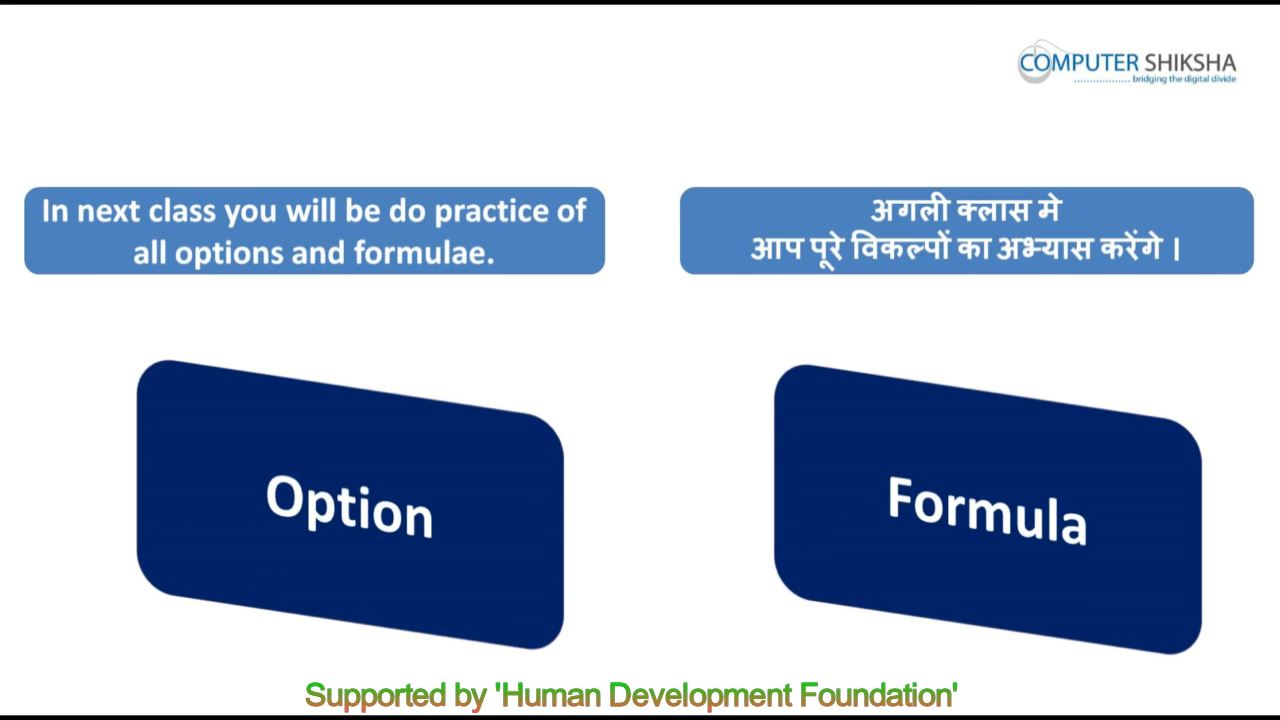 COMPUTER SHIKSHA
.................. bridging the digital divide
In next class you will be do practice of
all options and formulae.
अगली क्लास मे
आप पूरे विकल्पों का अभ्यास करेंगे ।
Option
Formula
Supported by 'Human Development Foundation'